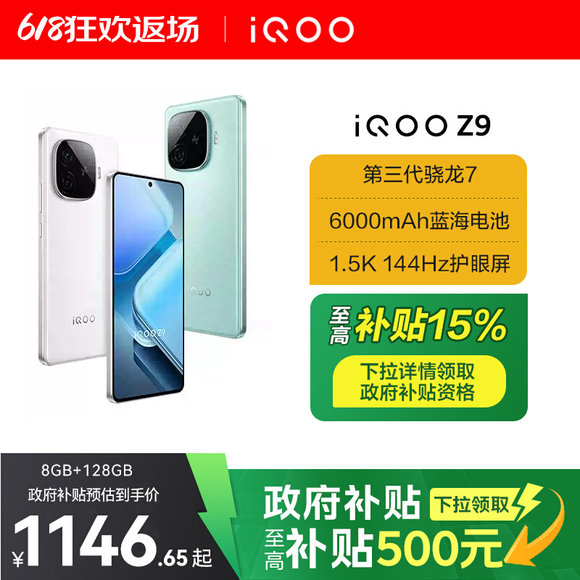 618狂欢返场 | iQOO
iQOO Z9
第三代骁龙7
6000mAh蓝海电池
1.5K 144Hz护眼屏
iQOO
iQOO
iQOO Z9
至高补贴15%
下拉详情领取
政府补贴资格
8GB+128GB
政府补贴预估到手价
¥1146.65起
政府补贴 下拉领取
至高补贴500元